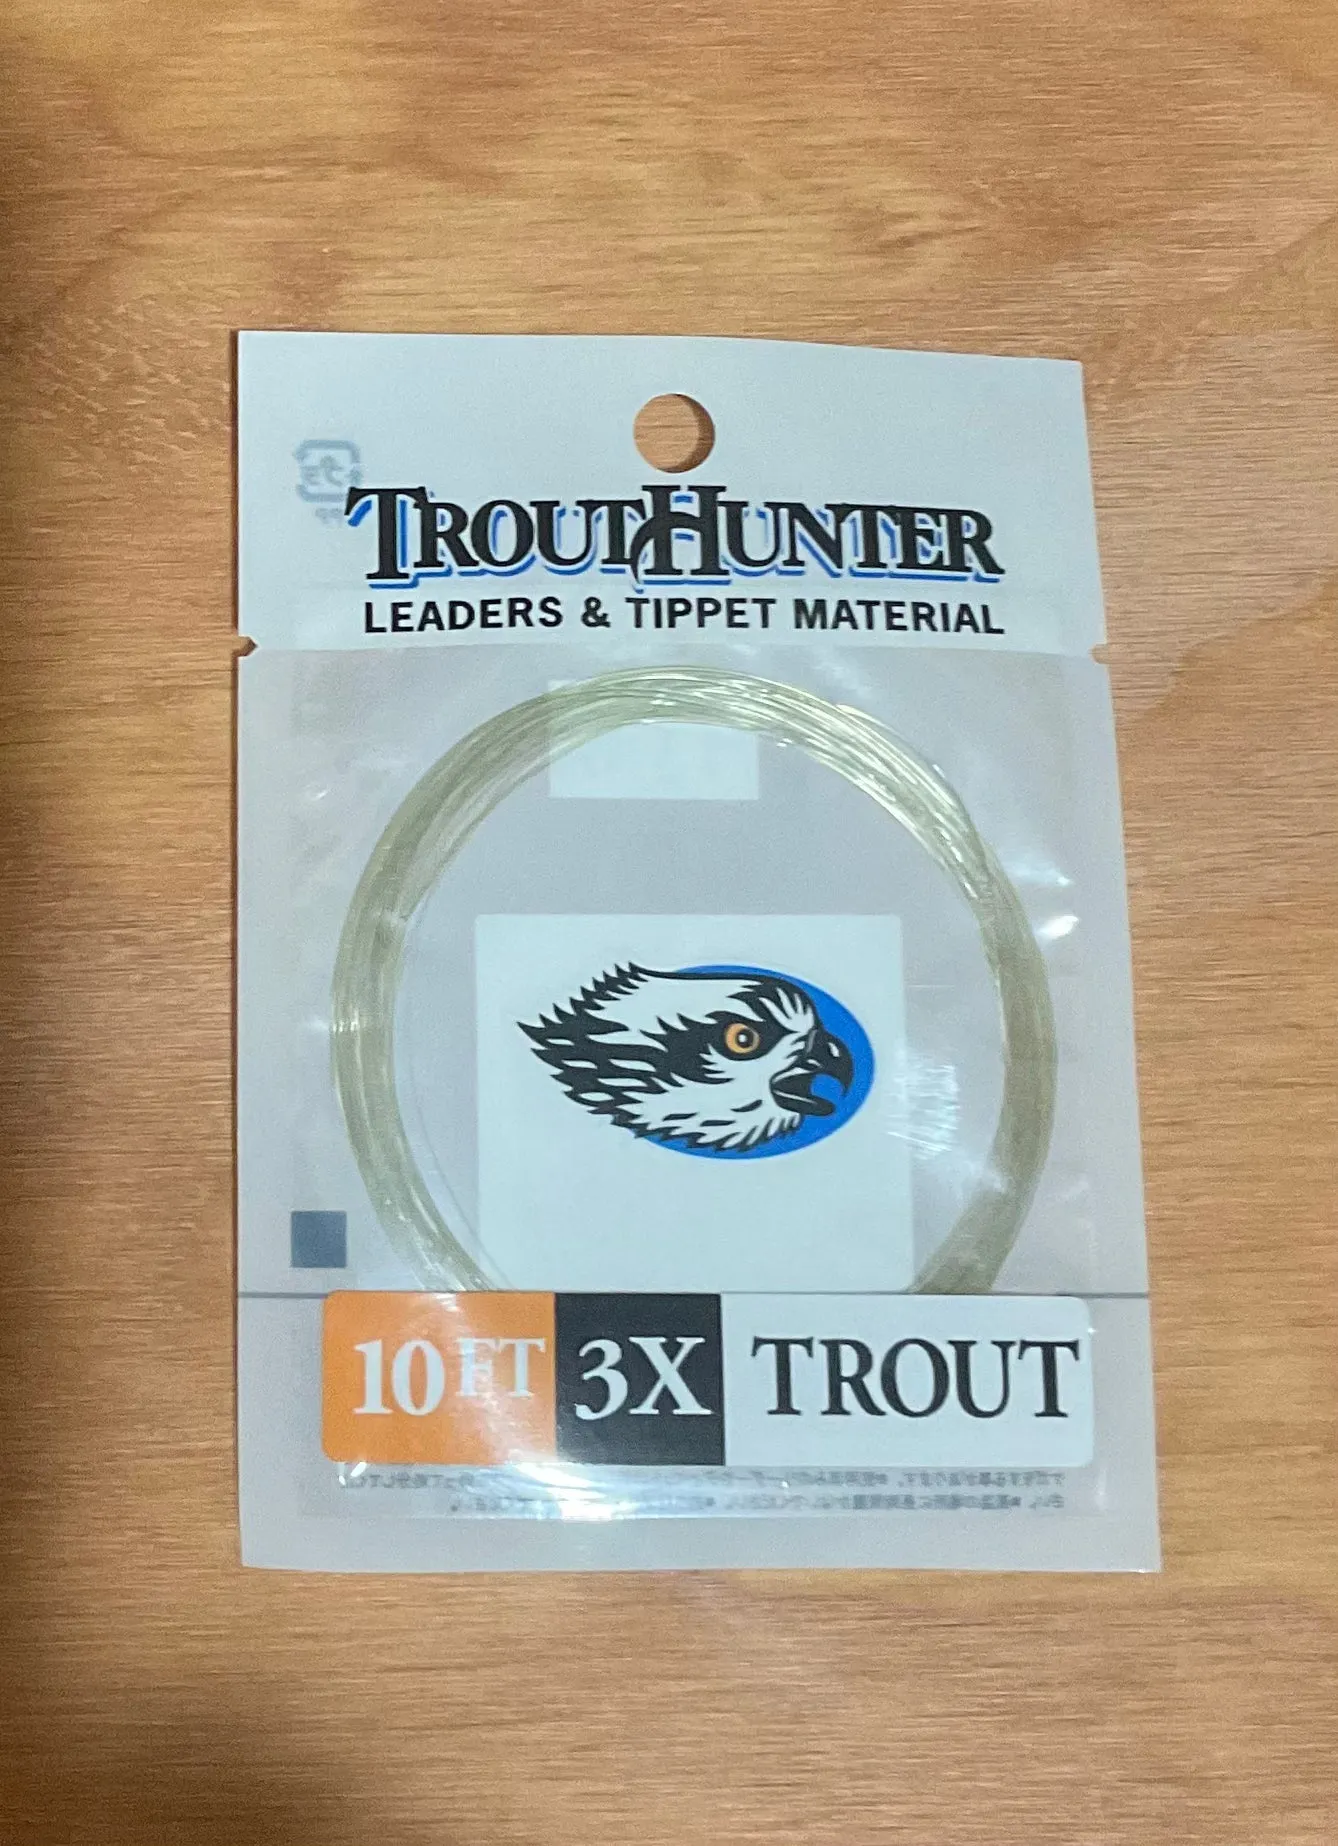 TROUTHUNTER
LEADERS & TIPPET MATERIAL
10 FT 3X TROUT